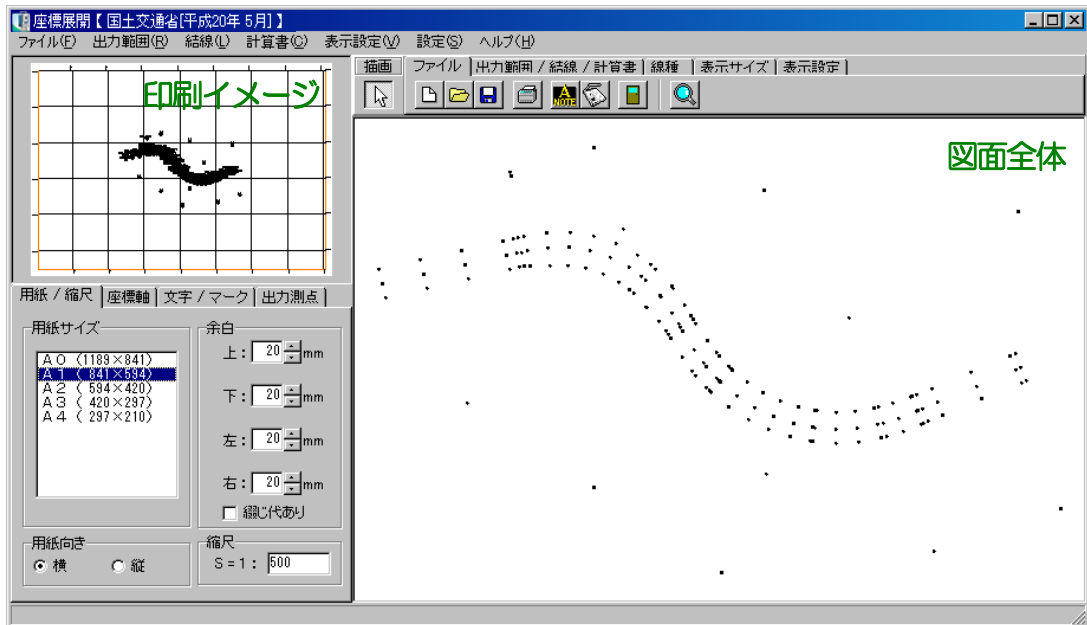 座標展開【 国土交通省[平成20年 5月] 】
ファイル(F) 出力範囲(R) 結線(L) 計算書(C) 表示設定(V) 設定(S) ヘルプ(H)
描画 ファイル 出力範囲 / 結線 / 計算書 線種 表示サイズ 表示設定
A
NOTE
印刷イメージ
図面全体
用紙 / 縮尺 座標軸 文字 / マーク 出力測点
用紙サイズ
A0 (1189×841)
A1 ( 841×594)
A2 ( 594×420)
A3 ( 420×297)
A4 ( 297×210)
余白
上: 20 mm
下: 20 mm
左: 20 mm
右: 20 mm
綴じ代あり
用紙向き
横 縦
縮尺
S=1: 500